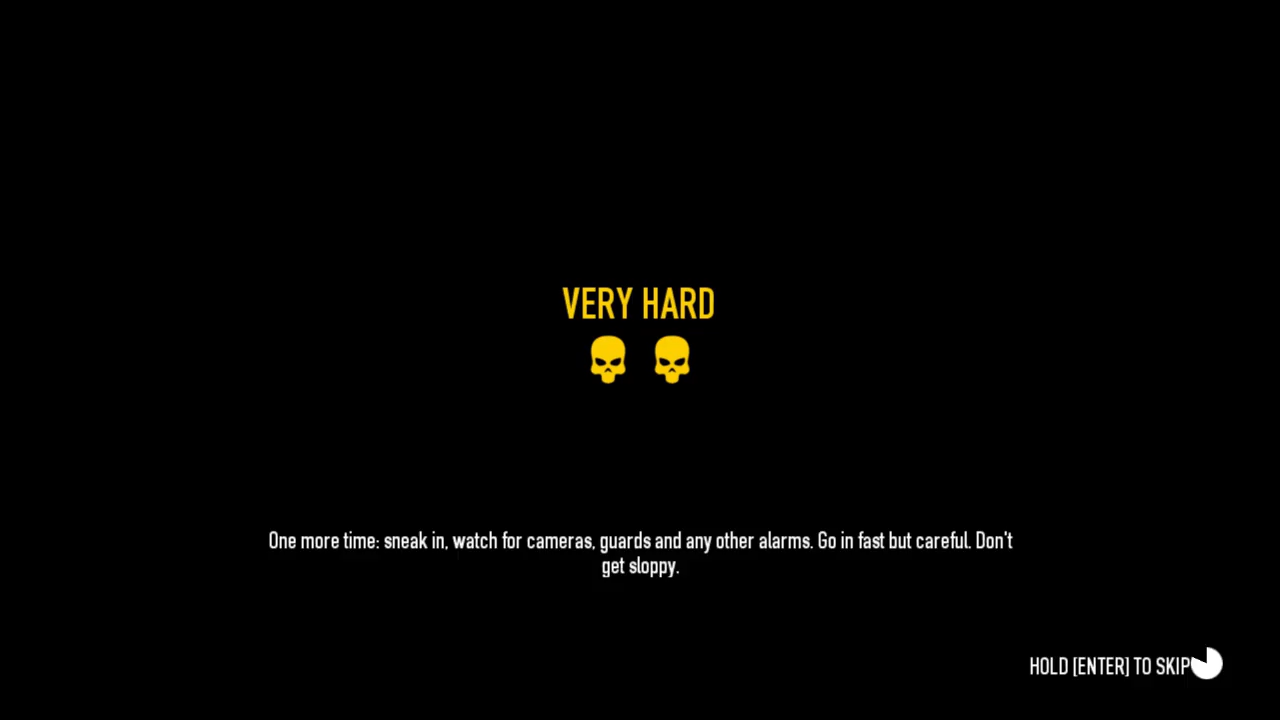 VERY HARD
One more time: sneak in, watch for cameras, guards and any other alarms. Go in fast but careful. Don't
get sloppy.
HOLD [ENTER] TO SKIP